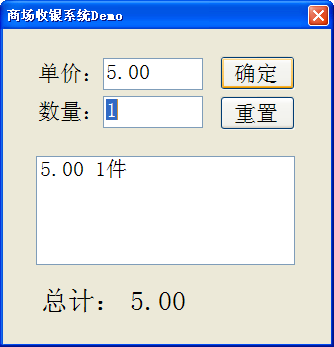 商场收银系统Demo
单价: 5.00 确定
数量: 1 重置
5.00 1件
总计: 5.00